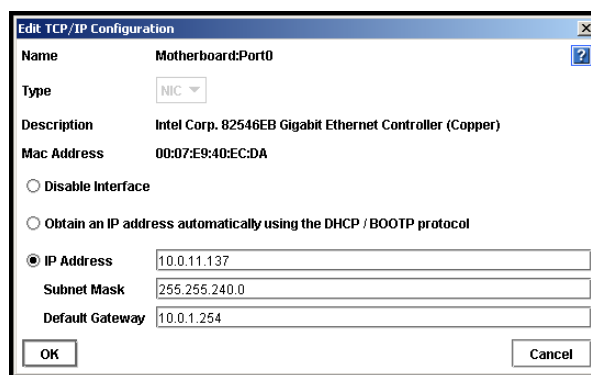 Edit TCP/IP Configuration
Name Motherboard:Port0
?
Type NIC
Description Intel Corp. 82546EB Gigabit Ethernet Controller (Copper)
Mac Address 00:07:E9:40:EC:DA
Disable Interface
Obtain an IP address automatically using the DHCP / BOOTP protocol
IP Address 10.0.11.137
Subnet Mask 255.255.240.0
Default Gateway 10.0.1.254
OK Cancel